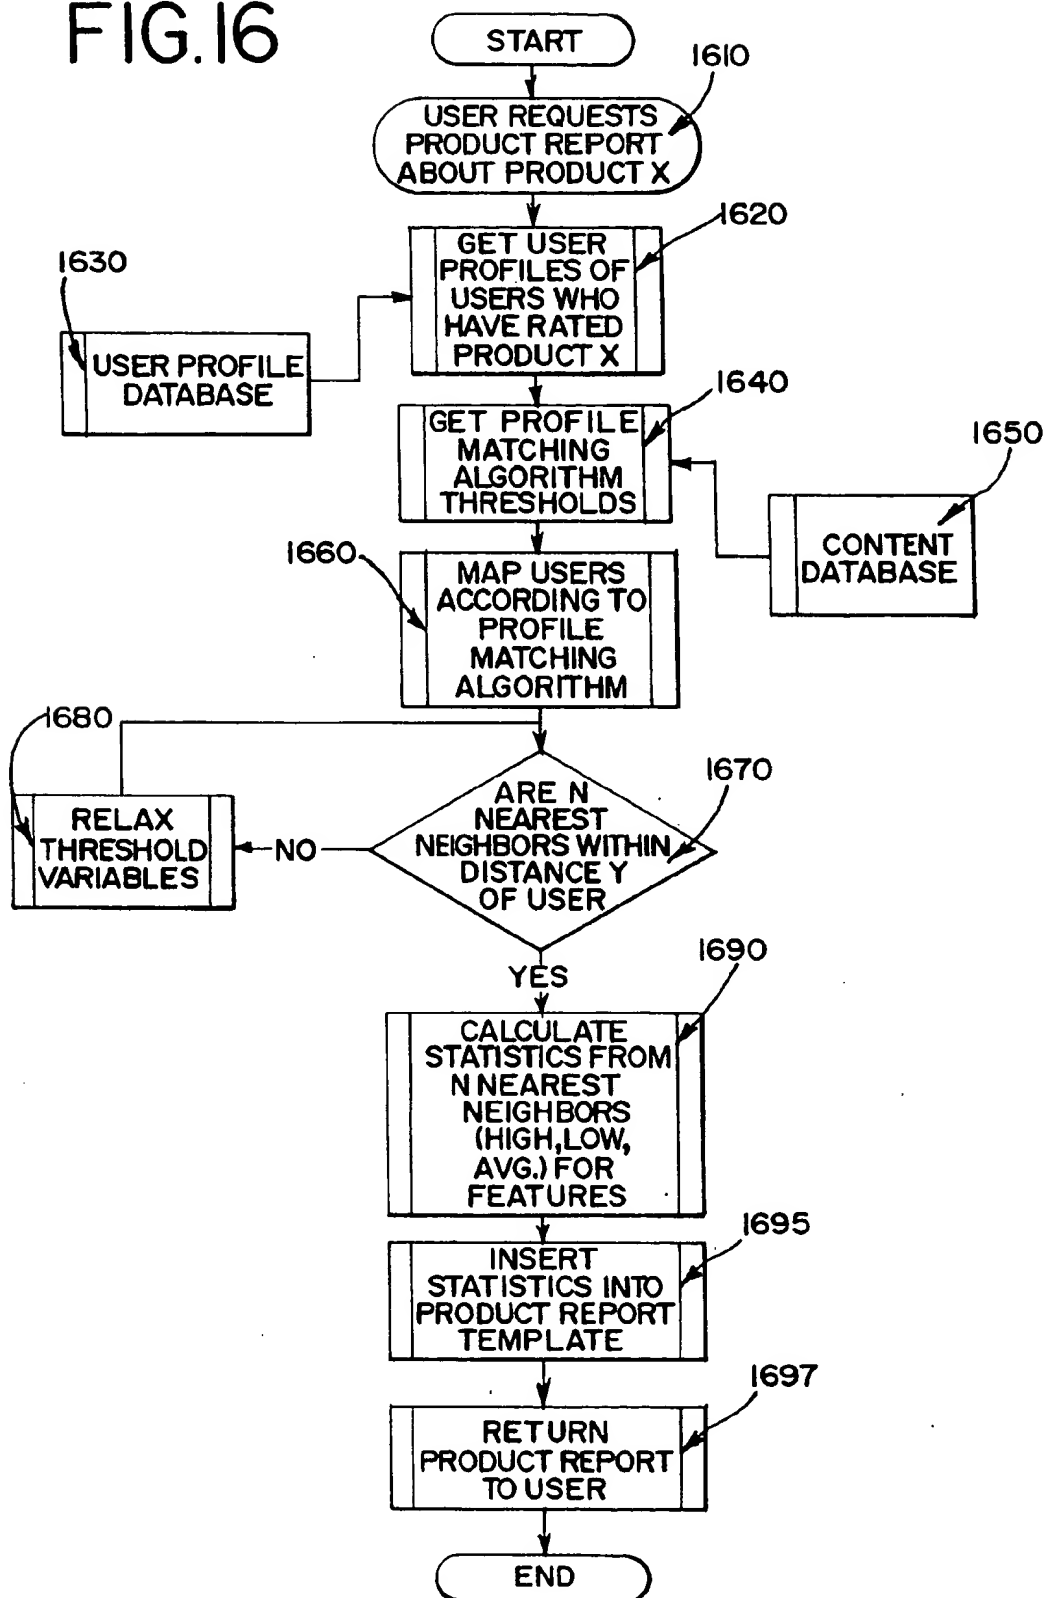 FIG.16
START
1610
USER REQUESTS
PRODUCT REPORT
ABOUT PRODUCT X
1620
GET USER
PROFILES OF
USERS WHO
HAVE RATED
PRODUCT X
1630
USER PROFILE
DATABASE
1640
GET PROFILE
MATCHING
ALGORITHM
THRESHOLDS
1650
CONTENT
DATABASE
1660
MAP USERS
ACCORDING TO
PROFILE
MATCHING
ALGORITHM
1680
RELAX
THRESHOLD
VARIABLES
NO
1670
ARE N
NEAREST
NEIGHBORS WITHIN
DISTANCE Y
OF USER
YES
1690
CALCULATE
STATISTICS FROM
N NEAREST
NEIGHBORS
(HIGH,LOW,
AVG.) FOR
FEATURES
1695
INSERT
STATISTICS INTO
PRODUCT REPORT
TEMPLATE
1697
RETURN
PRODUCT REPORT
TO USER
END